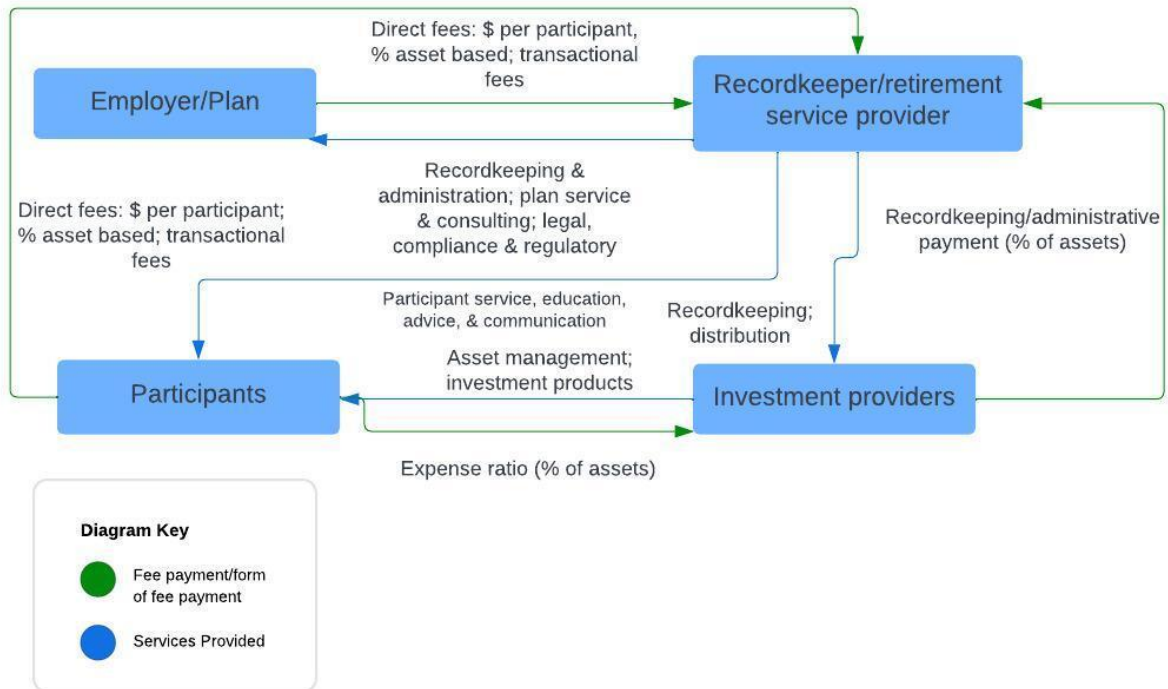 Direct fees: $ per participant,
% asset based; transactional
fees
Employer/Plan
Recordkeeper/retirement
service provider
Recordkeeping &
administration; plan service
& consulting; legal,
compliance & regulatory
Direct fees: $ per participant;
% asset based; transactional
fees
Recordkeeping/administrative
payment (% of assets)
Participant service, education,
advice, & communication
Recordkeeping;
distribution
Asset management;
investment products
Participants
Investment providers
Expense ratio (% of assets)
Diagram Key
Fee payment/form
of fee payment
Services Provided